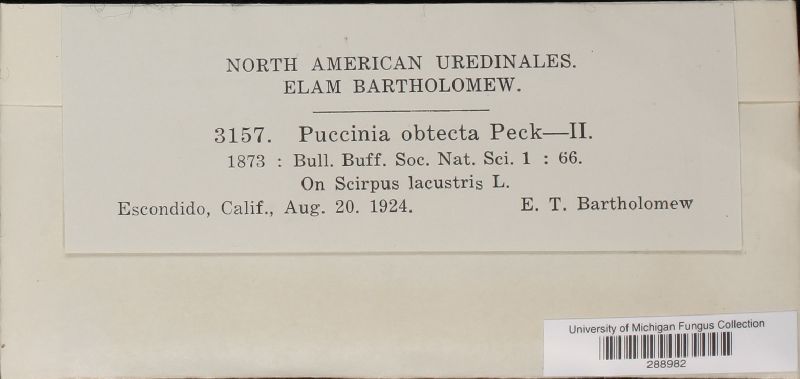 NORTH AMERICAN UREDINALES.
ELAM BARTHOLOMEW.
3157. Puccinia obtecta Peck—II.
1873 : Bull. Buff. Soc. Nat. Sci. 1 : 66.
On Scirpus lacustris L.
Escondido, Calif., Aug. 20. 1924. E. T. Bartholomew
University of Michigan Fungus Collection
288982